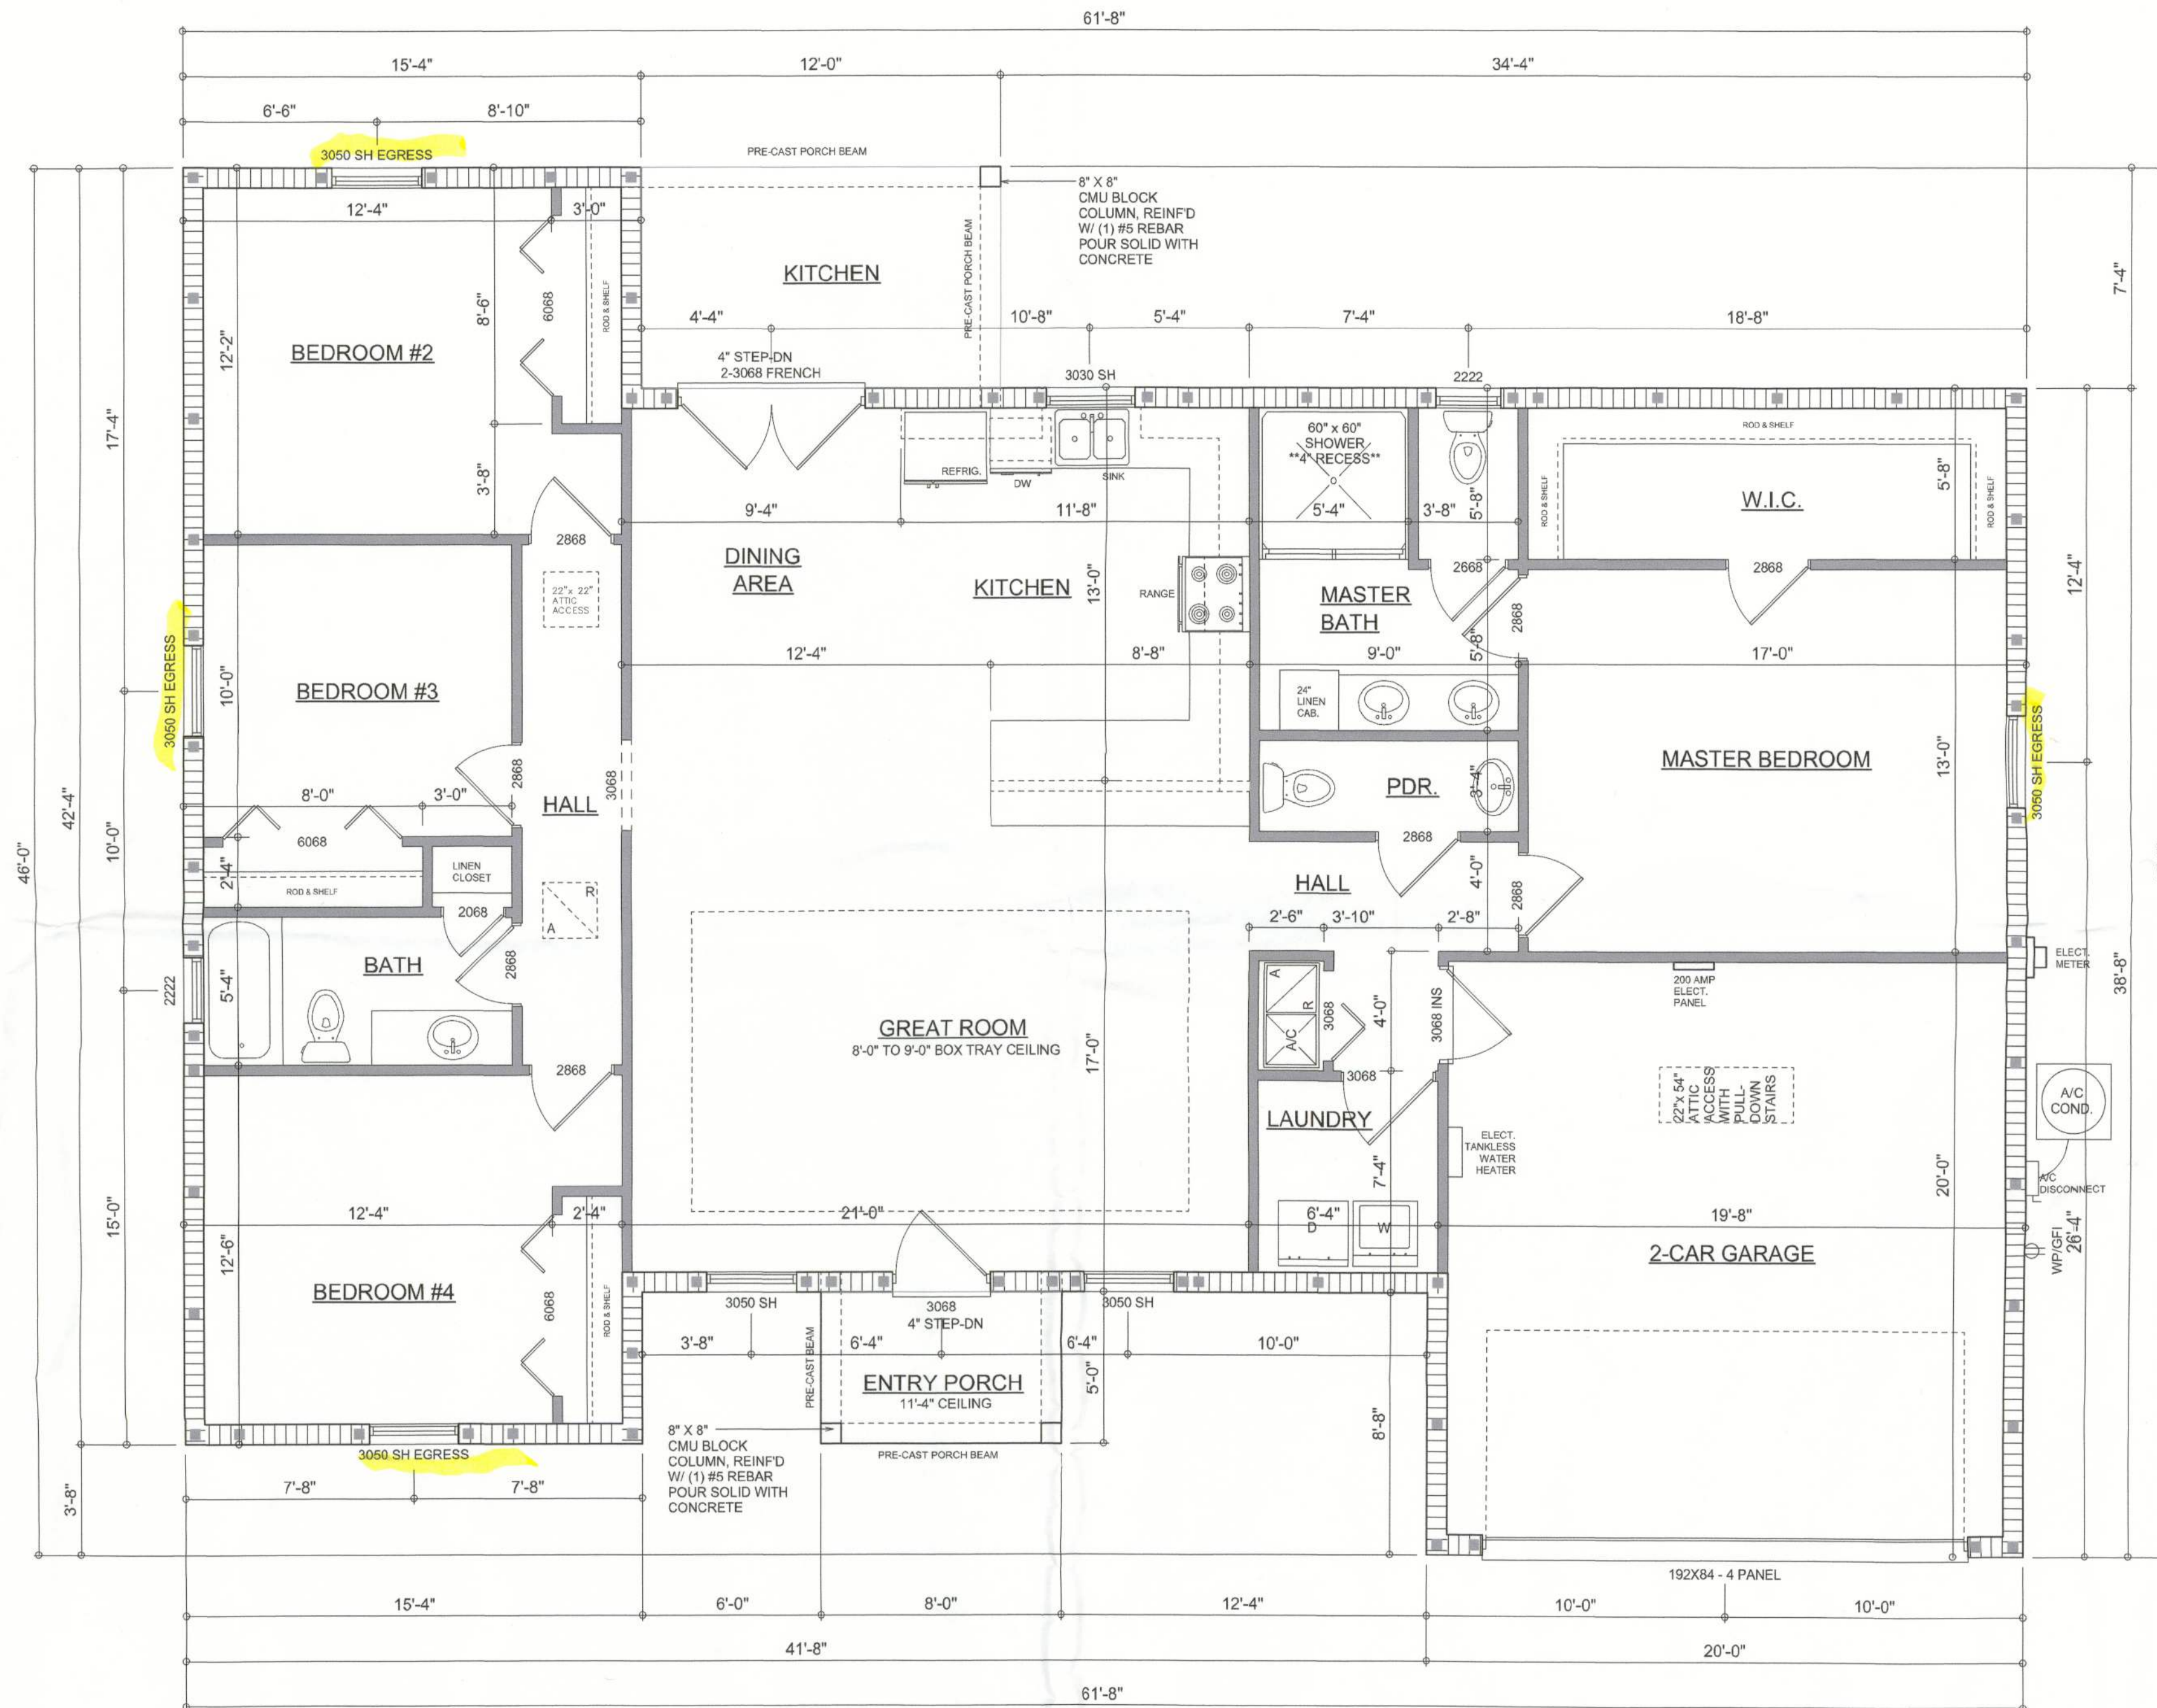 61'-8"
15'-4"
12'-0"
34'-4"
6'-6"
8'-10"
3050 SH EGRESS
PRE-CAST PORCH BEAM
8" X 8"
CMU BLOCK
COLUMN, REINF'D
W/ (1) #5 REBAR
POUR SOLID WITH
CONCRETE
12'-4"
3'-0"
PRE-CAST PORCH BEAM
KITCHEN
7'-4"
8'-6"
6068
ROD & SHELF
12'-2"
BEDROOM #2
4'-4"
10'-8"
5'-4"
7'-4"
18'-8"
4" STEP-DN
2-3068 FRENCH
3030 SH
2222
17'-4"
3'-8"
60" x 60"
SHOWER
**4" RECESS**
ROD & SHELF
REFRIG.
DW
SINK
5'-8"
5'-8"
ROD & SHELF
W.I.C.
ROD & SHELF
9'-4"
11'-8"
5'-4"
3'-8"
2868
DINING
AREA
KITCHEN
13'-0"
RANGE
2668
2868
12'-4"
22"x 22"
ATTIC
ACCESS
MASTER
BATH
2868
5'-8"
12'-4"
8'-8"
9'-0"
17'-0"
3050 SH EGRESS
10'-0"
BEDROOM #3
24"
LINEN
CAB.
3050 SH EGRESS
MASTER BEDROOM
13'-0"
2868
3068
HALL
8'-0"
3'-0"
PDR.
3'-4"
42'-4"
46'-0"
10'-0"
6068
2868
2'-4"
ROD & SHELF
LINEN
CLOSET
2068
R
A
HALL
4'-0"
2868
2'-6"
3'-10"
2'-8"
2222
5'-4"
BATH
2868
ELECT.
METER
38'-8"
200 AMP
ELECT.
PANEL
A
R
A/C
3068
4'-0"
3068 INS
GREAT ROOM
8'-0" TO 9'-0" BOX TRAY CEILING
17'-0"
2868
3068
22"x 54"
ATTIC
ACCESS
WITH
PULL-
DOWN
STAIRS
A/C
COND.
LAUNDRY
ELECT.
TANKLESS
WATER
HEATER
7'-4"
20'-0"
A/C
DISCONNECT
15'-0"
12'-4"
2'-4"
21'-0"
6'-4"
D
W
19'-8"
WP/GFI
26'-4"
12'-6"
BEDROOM #4
6068
ROD & SHELF
2-CAR GARAGE
3050 SH
3068
4" STEP-DN
3050 SH
3'-8"
PRE-CAST BEAM
6'-4"
6'-4"
10'-0"
ENTRY PORCH
11'-4" CEILING
5'-0"
8'-8"
3050 SH EGRESS
8" X 8"
CMU BLOCK
COLUMN, REINF'D
W/ (1) #5 REBAR
POUR SOLID WITH
CONCRETE
PRE-CAST PORCH BEAM
7'-8"
7'-8"
3'-8"
192X84 - 4 PANEL
15'-4"
6'-0"
8'-0"
12'-4"
10'-0"
10'-0"
41'-8"
20'-0"
61'-8"